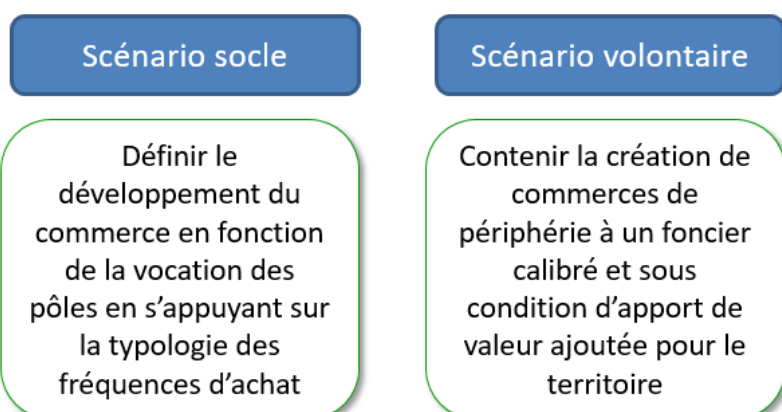 Scénario socle
Scénario volontaire
Définir le
développement du
commerce en fonction
de la vocation des
pôles en s’appuyant sur
la typologie des
fréquences d’achat
Contenir la création de
commerces de
périphérie à un foncier
calibré et sous
condition d’apport de
valeur ajoutée pour le
territoire